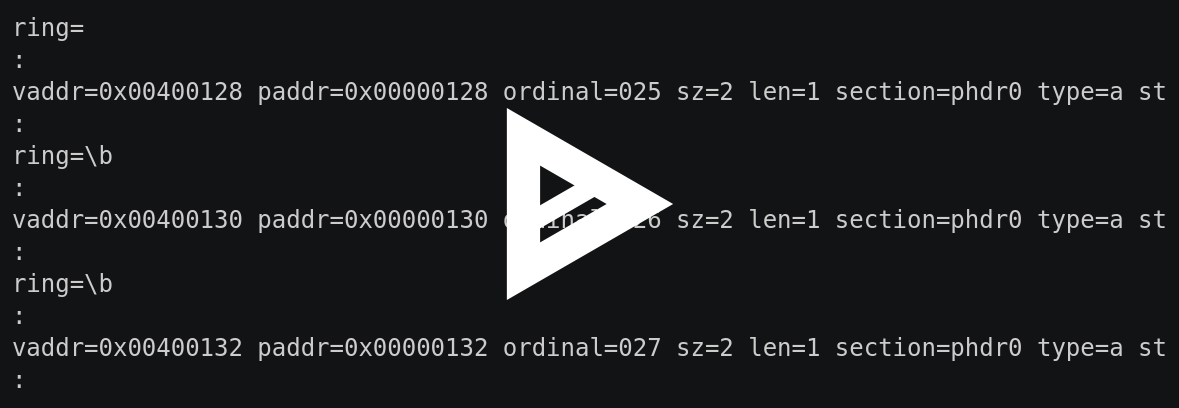 ring=
:
vaddr=0x00400128 paddr=0x00000128 ordinal=025 sz=2 len=1 section=phdr0 type=a st
:
ring=\b
:
vaddr=0x00400130 paddr=0x00000130 sz=2 len=1 section=phdr0 type=a st
:
ring=\b
:
vaddr=0x00400132 paddr=0x00000132 ordinal=027 sz=2 len=1 section=phdr0 type=a st
: